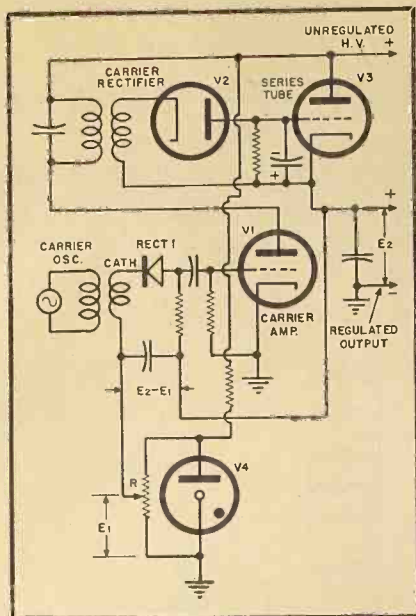 UNREGULATED
H.V. +
CARRIER
RECTIFIER
V2
SERIES
TUBE
V3
−
+
+
CARRIER
OSC.
CATH.
RECT 1
V1
CARRIER
AMP.
E2
−
REGULATED
OUTPUT
E2-E1
R
V4
E1